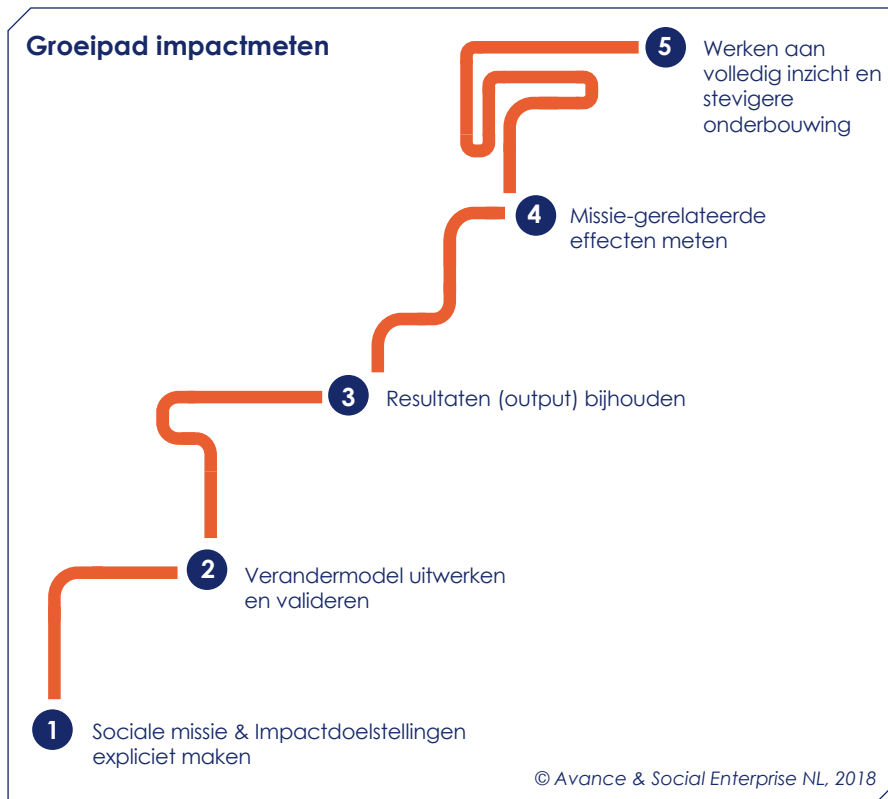 Groeipad impactmeten
5
Werken aan
volledig inzicht en
stevigere
onderbouwing
4
Missie-gerelateerde
effecten meten
3
Resultaten (output) bijhouden
2
Verandermodel uitwerken
en valideren
1
Sociale missie & Impactdoelstellingen
expliciet maken
© Avance & Social Enterprise NL, 2018